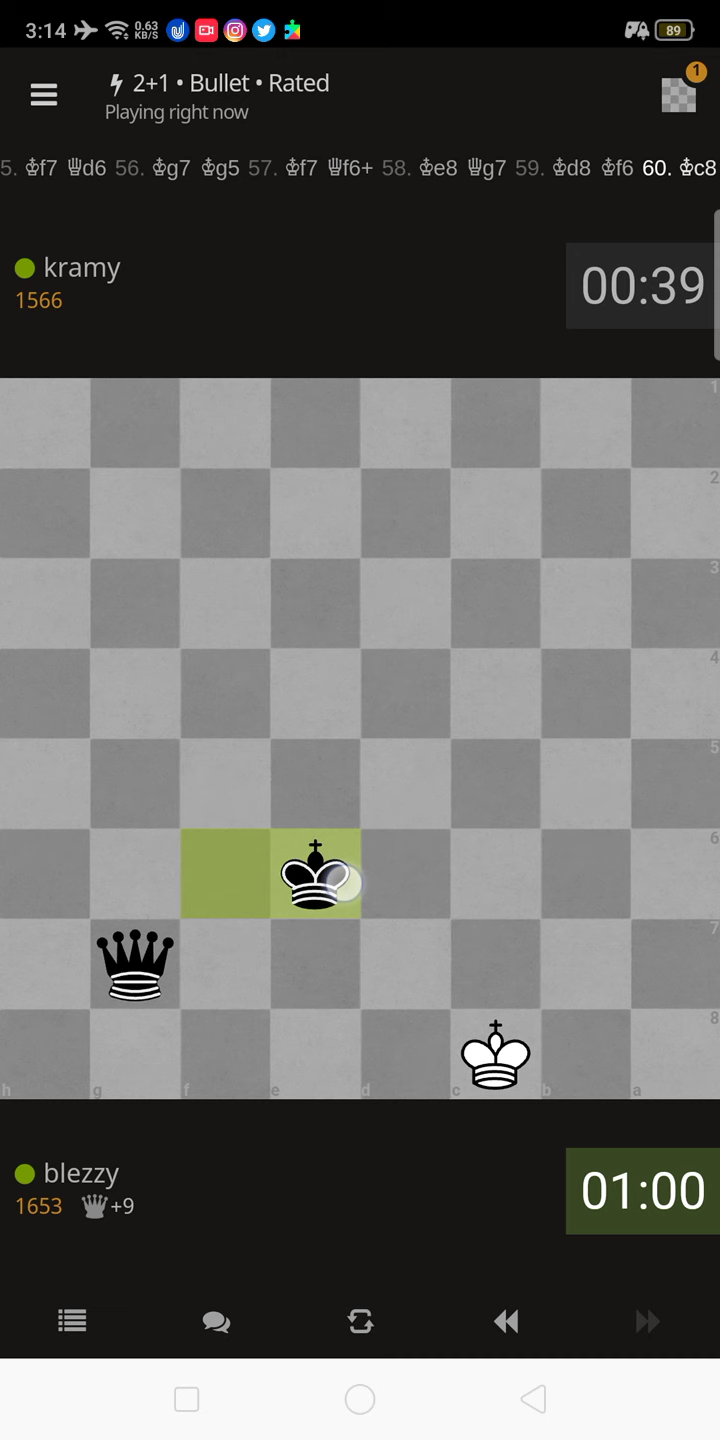 3:14 0.63 KB/S 89
2+1 • Bullet • Rated 1
Playing right now
5. ♔f7 ♕d6 56. ♔g7 ♔g5 57. ♔f7 ♕f6+ 58. ♔e8 ♕g7 59. ♔d8 ♔f6 60. ♔c8
kramy
1566
00:39
1
2
3
4
5
6
7
8
h g f e d c b a
blezzy
1653 +9
01:00